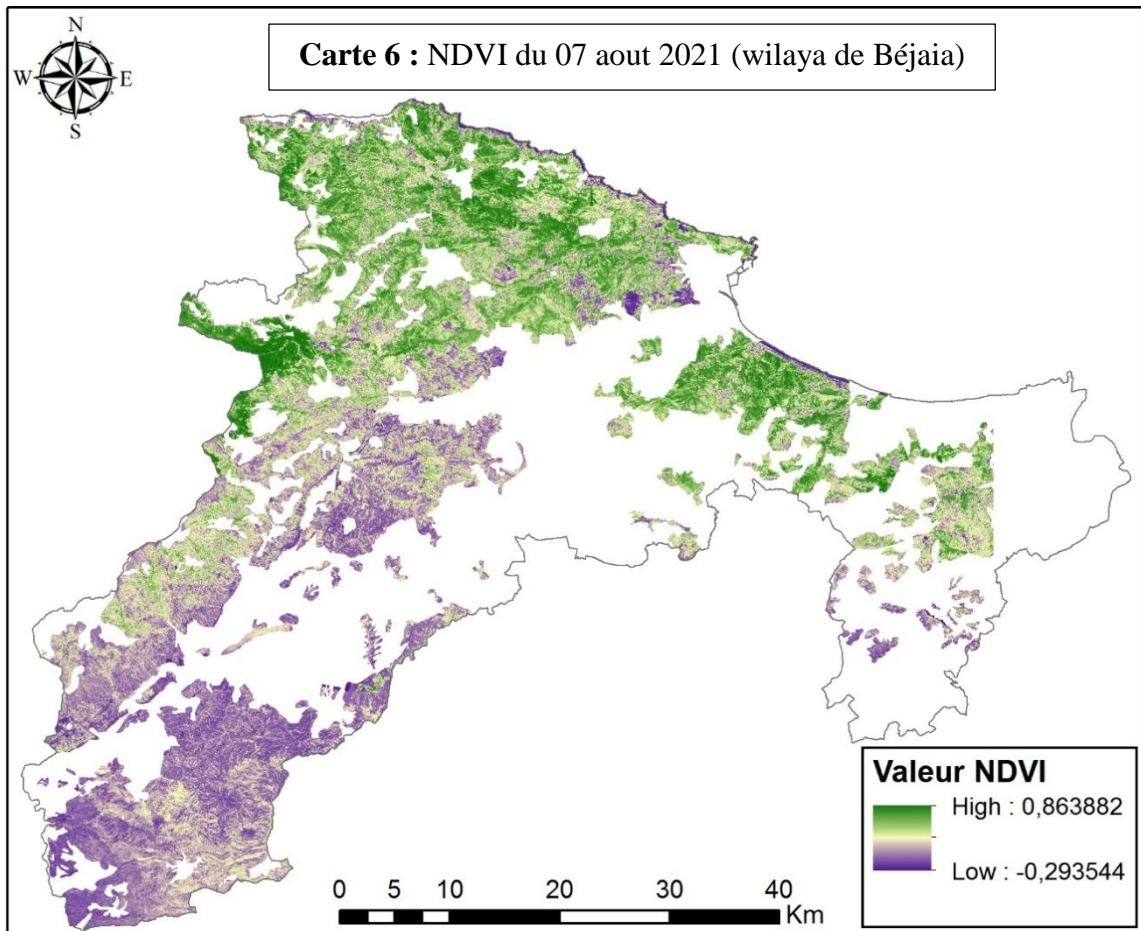 N
W E
S
Carte 6 : NDVI du 07 aout 2021 (wilaya de Béjaia)
Valeur NDVI
High : 0,863882
Low : -0,293544
0 5 10 20 30 40
Km